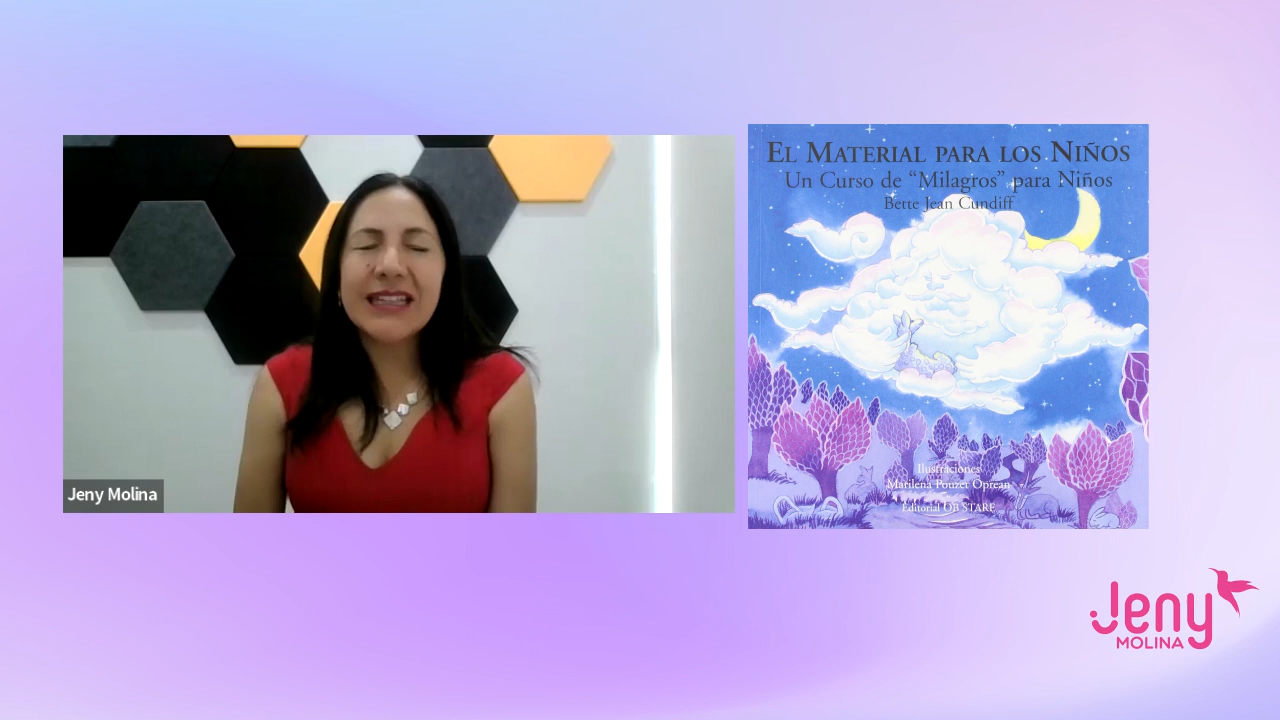 Jeny Molina
EL MATERIAL PARA LOS NIÑOS
Un Curso de “Milagros” para Niños
Bette Jean Cundiff
Ilustraciones
Marilena Pouzet Oprean
Editorial OB STARE
Jeny
MOLINA